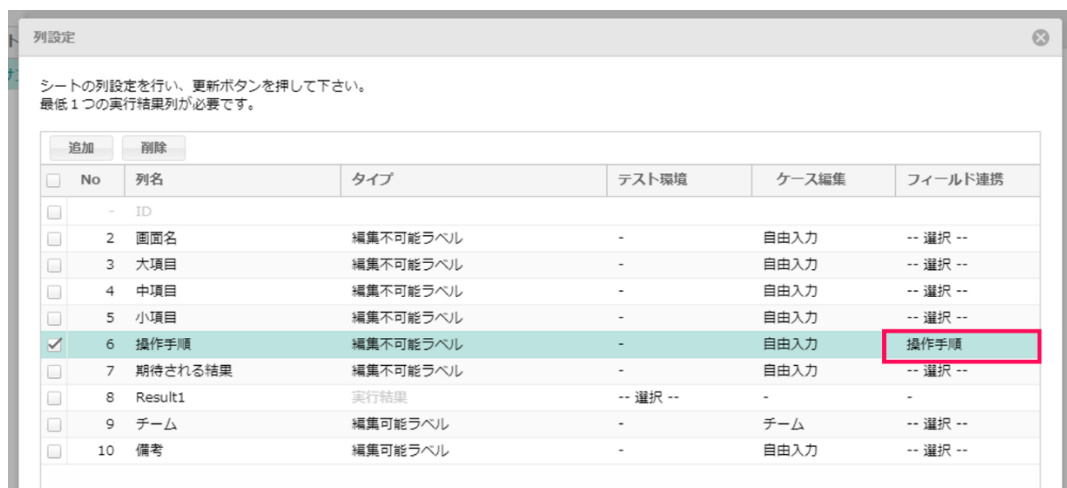 列設定
シートの列設定を行い、更新ボタンを押して下さい。
最低１つの実行結果列が必要です。
追加 削除
No 列名 タイプ テスト環境 ケース編集 フィールド連携
- ID
2 画面名 編集不可能ラベル - 自由入力 -- 選択 --
3 大項目 編集不可能ラベル - 自由入力 -- 選択 --
4 中項目 編集不可能ラベル - 自由入力 -- 選択 --
5 小項目 編集不可能ラベル - 自由入力 -- 選択 --
6 操作手順 編集不可能ラベル - 自由入力 操作手順
7 期待される結果 編集不可能ラベル - 自由入力 -- 選択 --
8 Result1 実行結果 -- 選択 -- - -
9 チーム 編集可能ラベル - チーム -- 選択 --
10 備考 編集可能ラベル - 自由入力 -- 選択 --